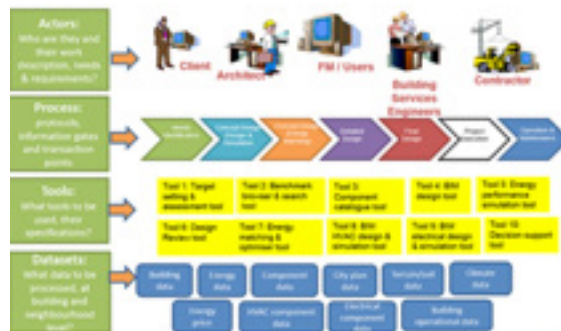 Actors:
Who are they and
their work
description, needs
& requirements?
Client
Architect
FM / Users
Building
Services
Engineers
Contractor
Process:
protocols,
information gates
and transaction
points
Detailed
Design
Final
Design
Project
Operation &
Maintenance
Tools:
What tools to be
used, their
specifications?
Tool 1: Target
setting &
assessment tool
Tool 2: Benchmark
browser & search tool
Tool 3:
Component
catalogue tool
Tool 4: BIM
design tool
Tool 5: Energy
performance
simulation tool
Tool 6: Design
Review tool
Tool 7: Energy
matching &
optimiser tool
Tool 8: BIM
HVAC design &
simulation tool
Tool 9: BIM
electrical design
& simulation tool
Tool 10:
Decision support
tool
Datasets:
What data to be
processed, at
building and
neighbourhood
level?
Building
data
Energy data
Component
data
City plan
data
Terrain/soil
data
Climate
data
Energy
price
HVAC component
data
Electrical
component
data
Building
operational data